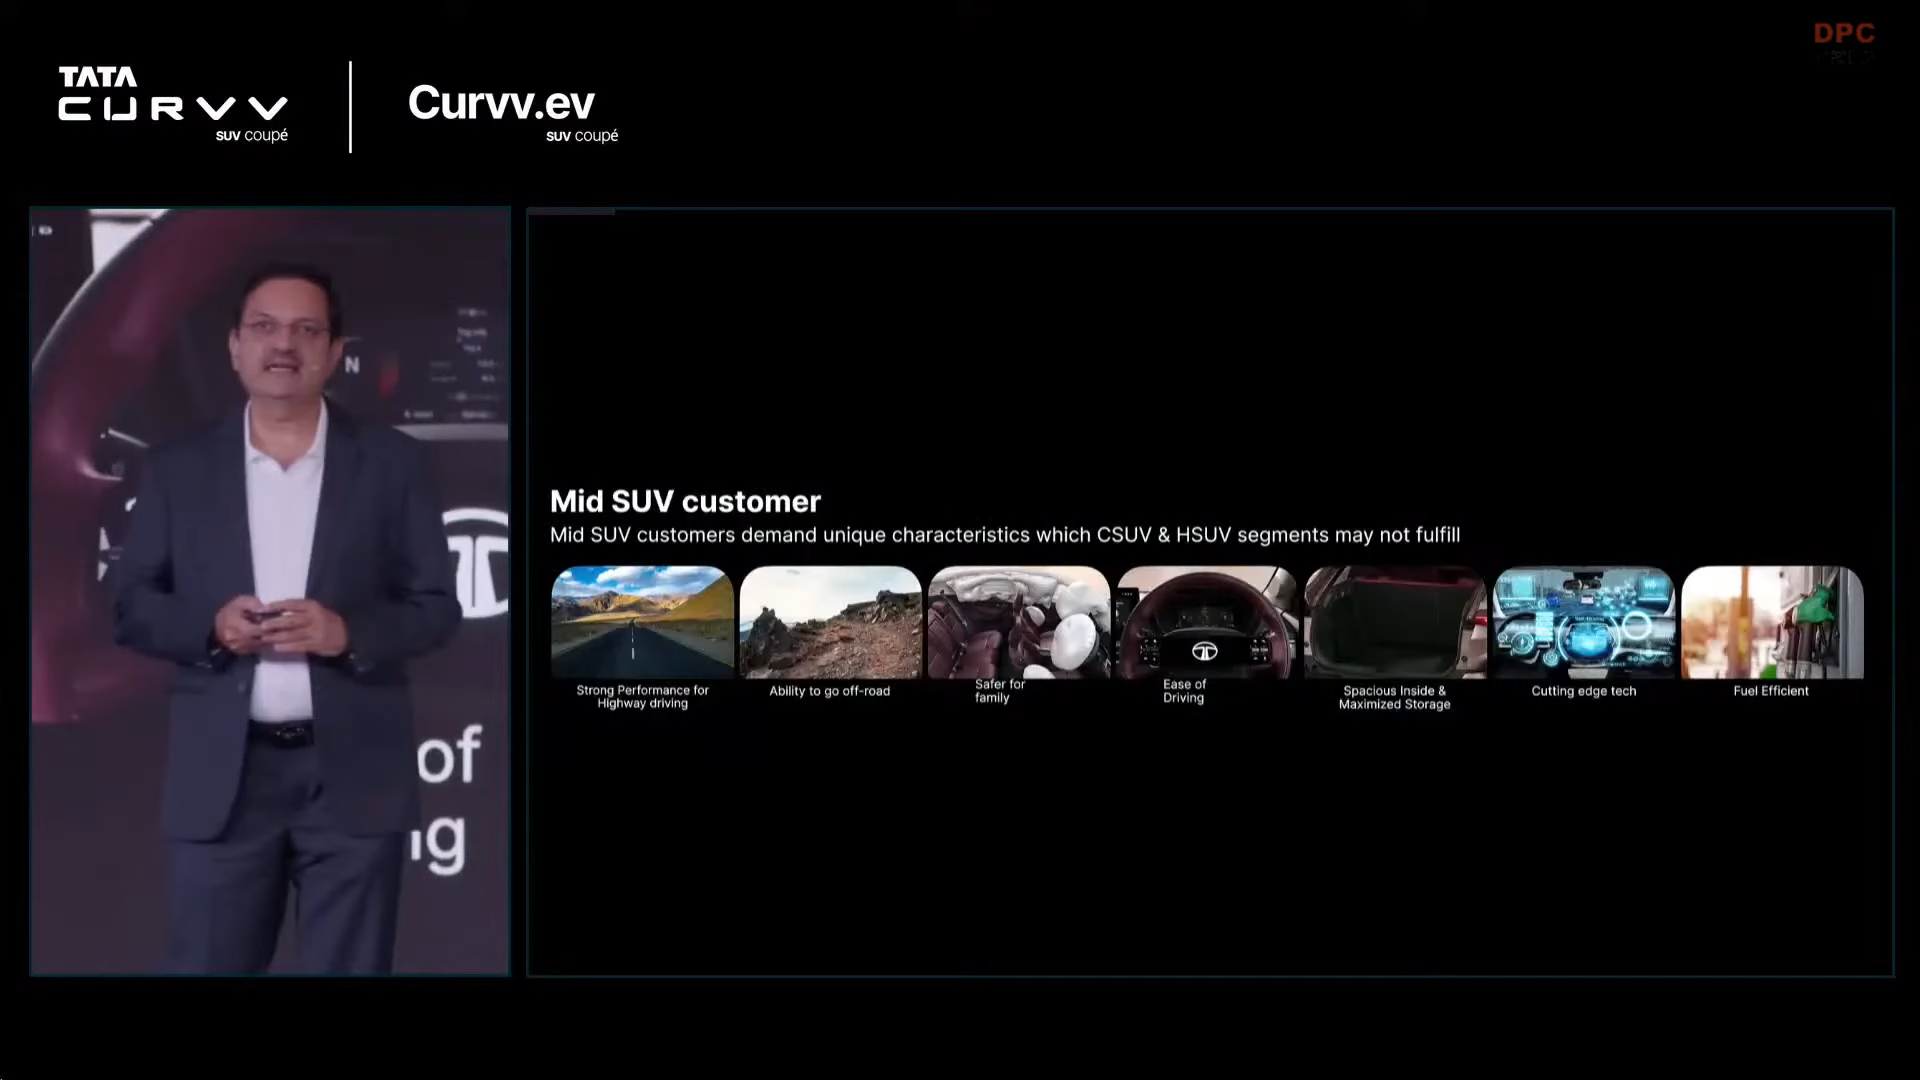 DPC
TATA
CURVV
SUV coupé
Curvv.ev
SUV coupé
N
of
ng
Mid SUV customer
Mid SUV customers demand unique characteristics which CSUV & HSUV segments may not fulfill
Strong Performance for
Highway driving
Ability to go off-road
Safer for
family
Ease of
Driving
Spacious Inside &
Maximized Storage
Cutting edge tech
Fuel Efficient